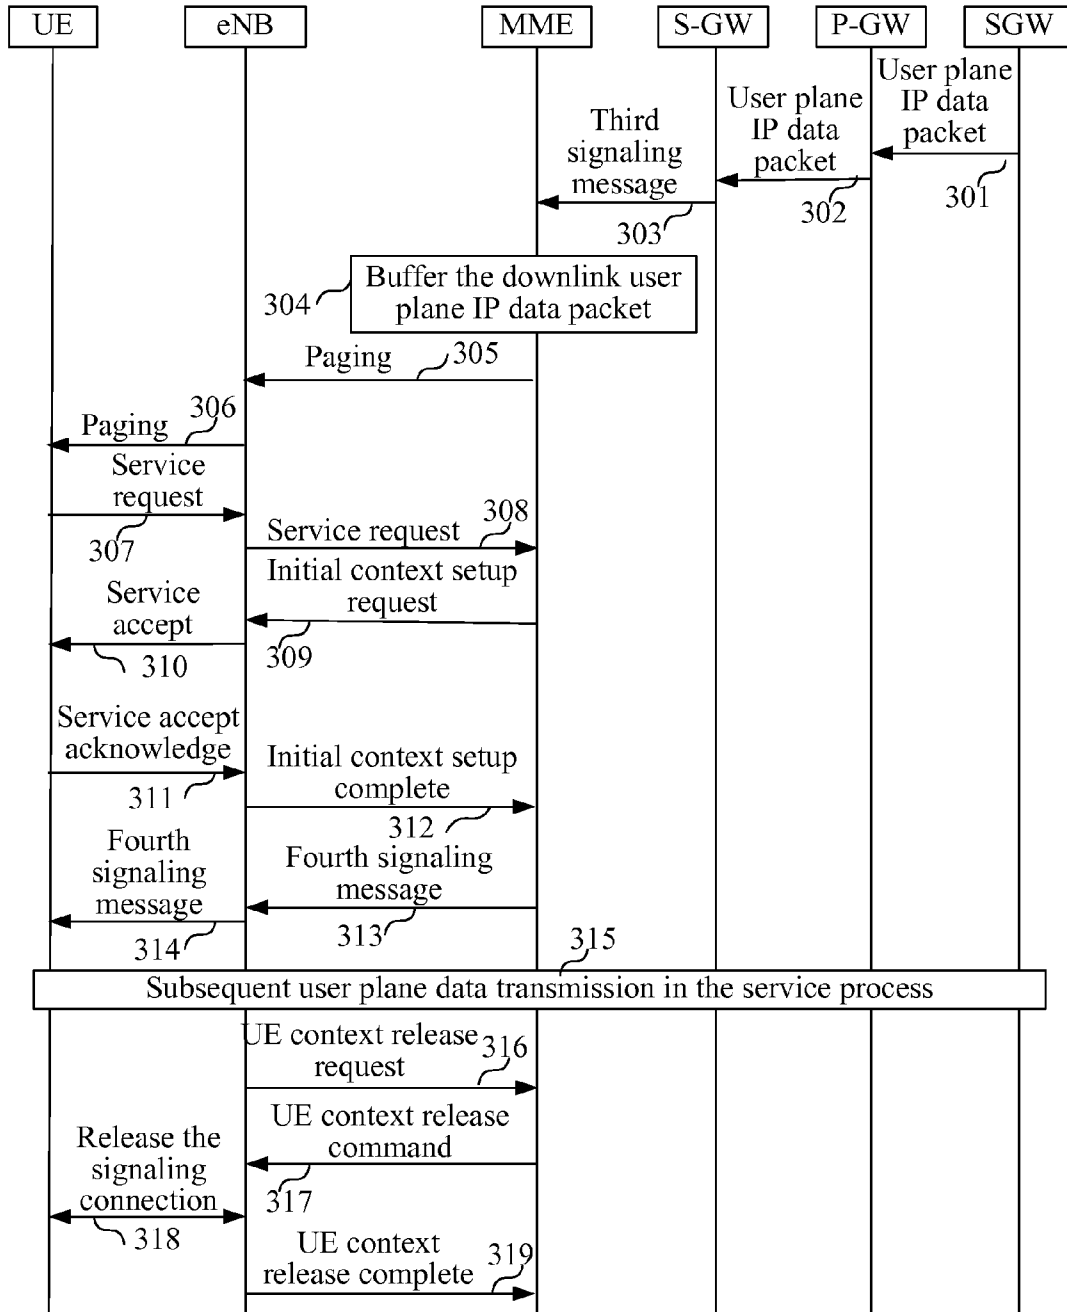 UE
eNB
MME
S-GW
P-GW
SGW
User plane
IP data
packet
301
User plane
IP data
packet
302
Third
signaling
message
303
304
Buffer the downlink user
plane IP data packet
Paging
305
Paging
306
Service
request
307
Service request
308
Initial context setup
request
309
Service
accept
310
Service accept
acknowledge
311
Initial context setup
complete
312
Fourth signaling
message
313
Fourth
signaling
message
314
315
Subsequent user plane data transmission in the service process
UE context release
request
316
UE context release
command
317
Release the
signaling
connection
318
UE context
release complete
319